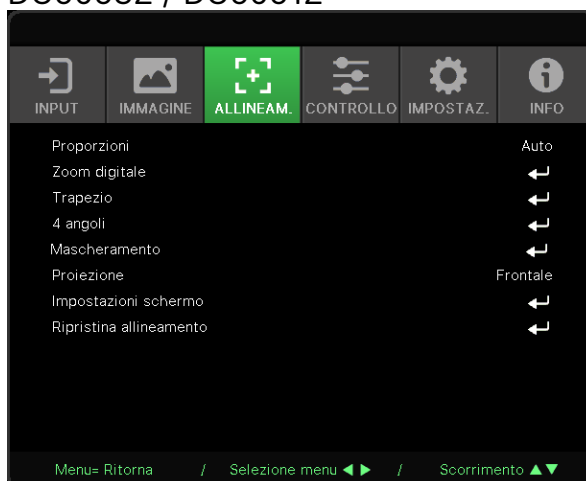 INPUT IMMAGINE ALLINEAM. CONTROLLO IMPOSTAZ. INFO
Proporzioni Auto
Zoom digitale
Trapezio
4 angoli
Mascheramento
Proiezione Frontale
Impostazioni schermo
Ripristina allineamento
Menu= Ritorna / Selezione menu ◀ ▶ / Scorrimento ▲▼